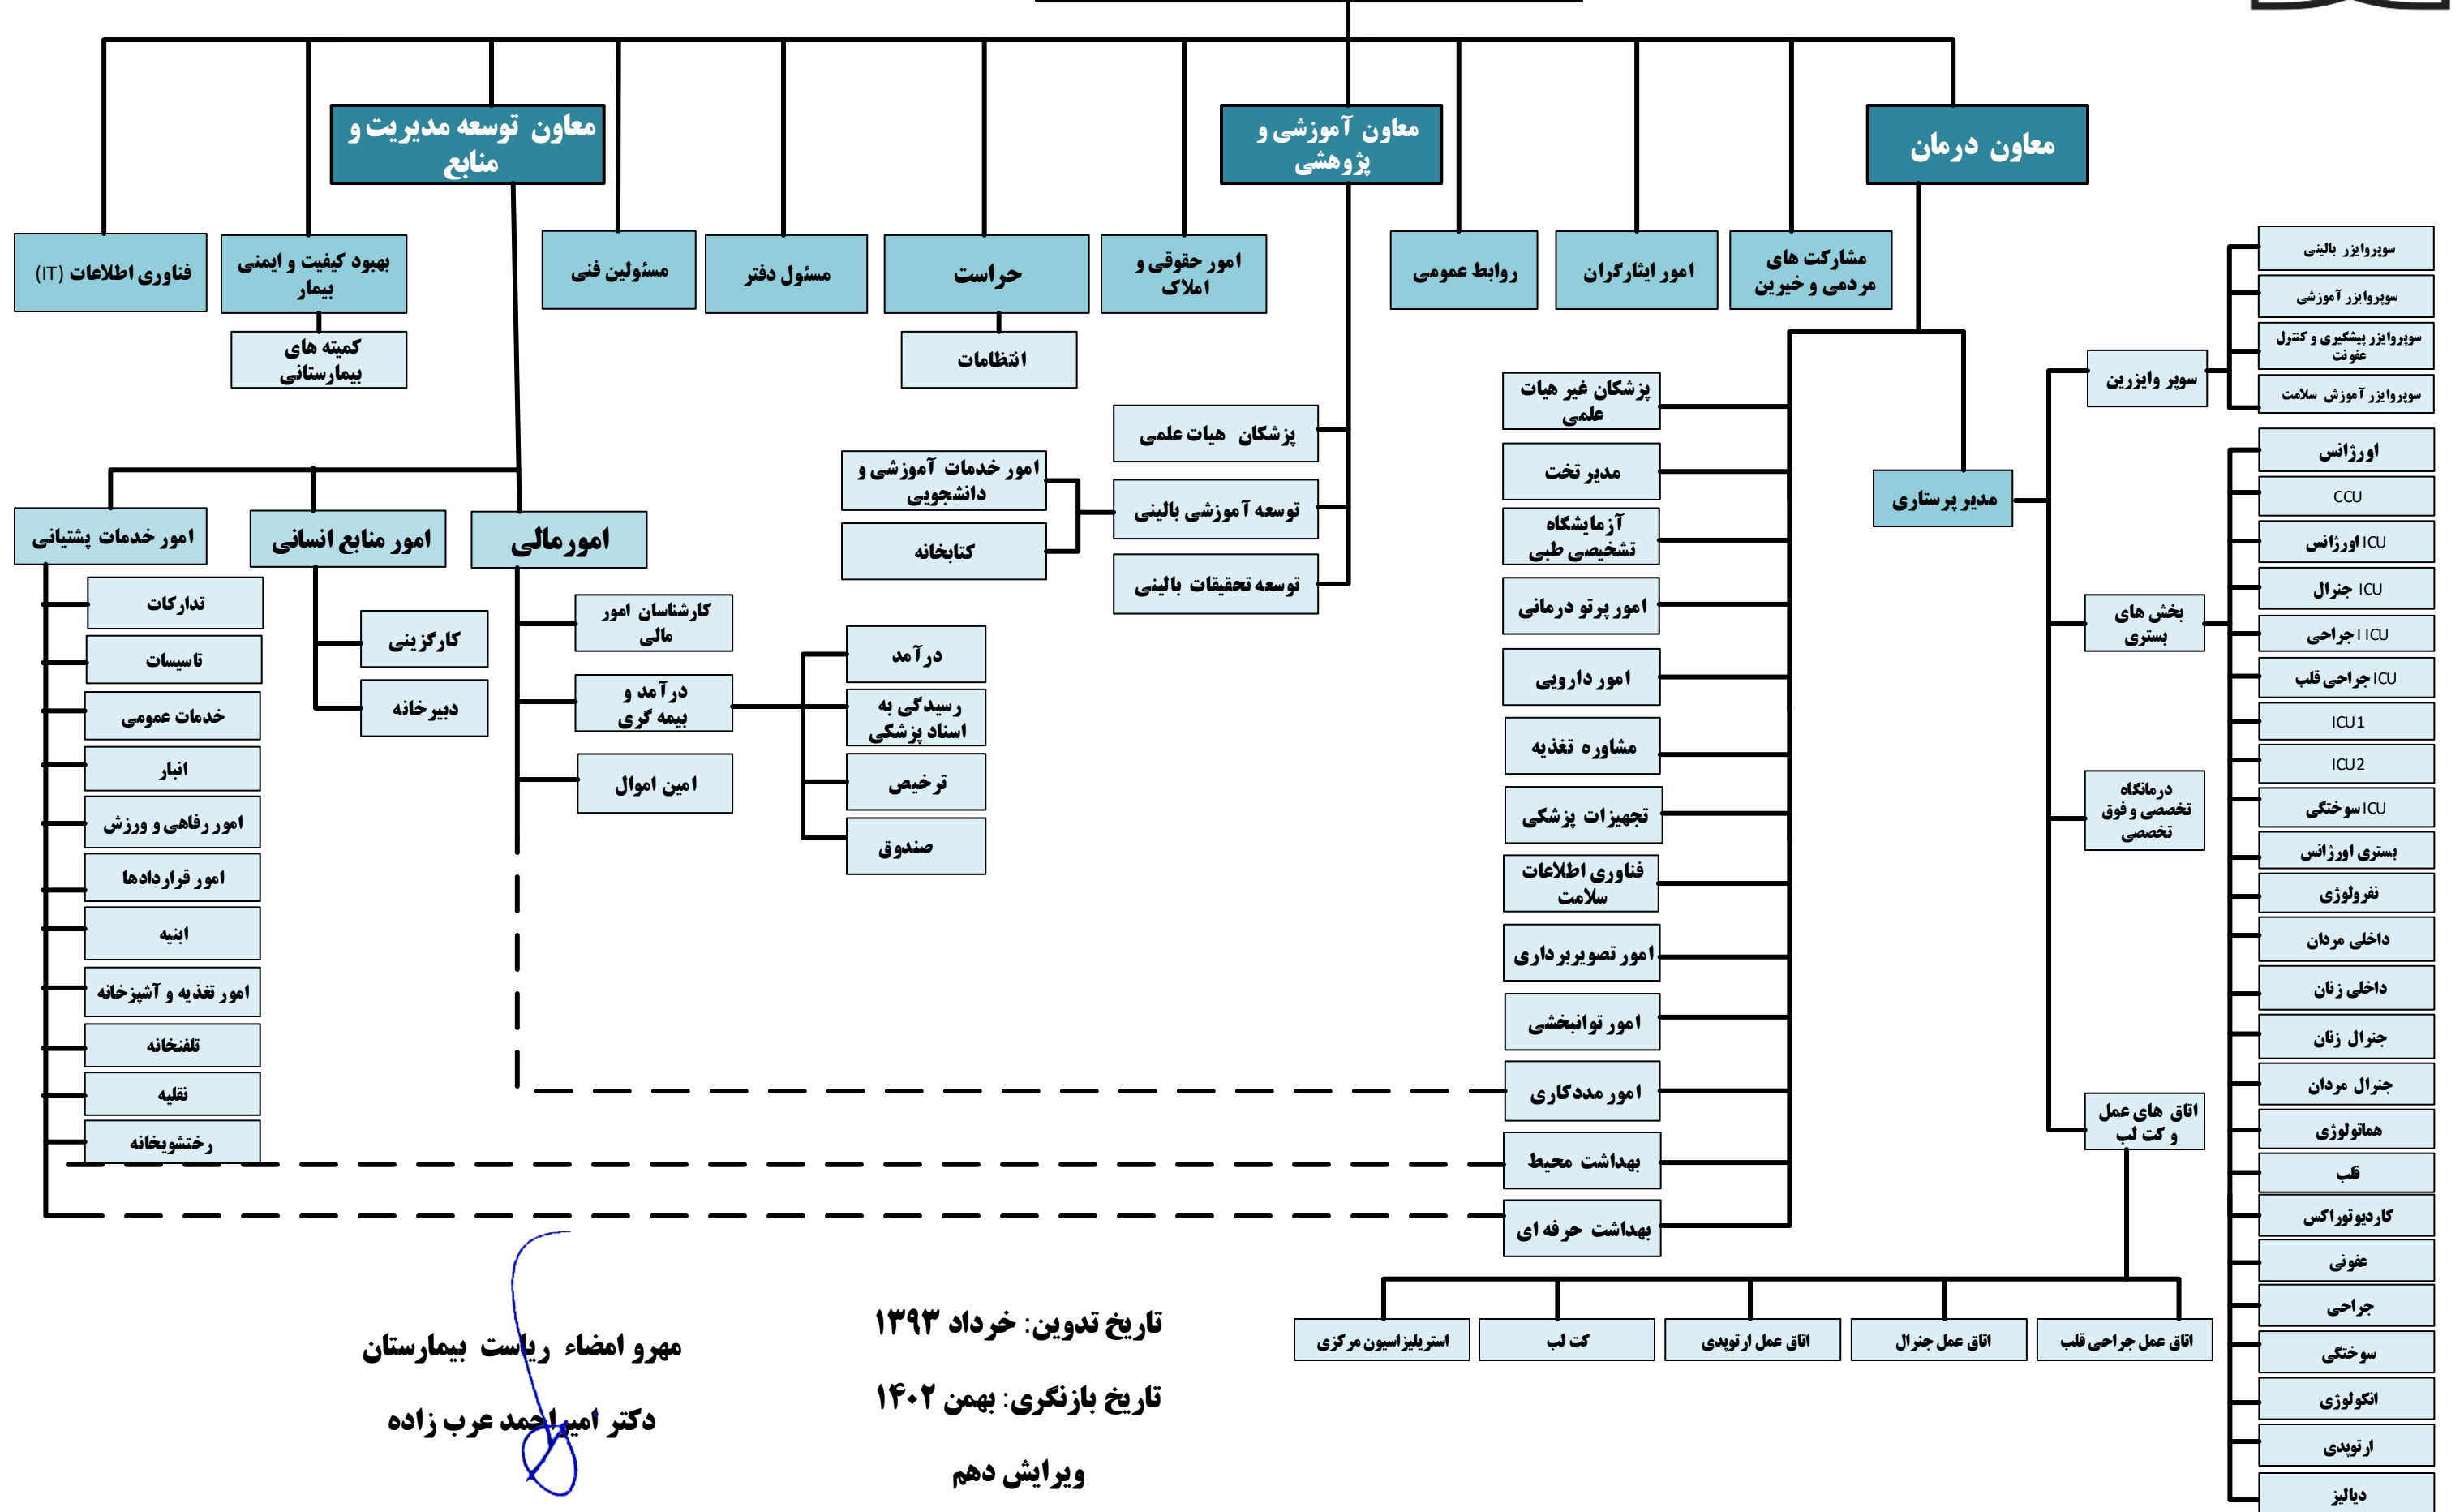 معاون درمان
معاون آموزشی و
پژوهشی
معاون توسعه مدیریت و
منابع
مشارکت های
مردمی و خیرین
امور ایثارگران
روابط عمومی
امور حقوقی و
املاک
حراست
مسئول دفتر
مسئولین فنی
بهبود کیفیت و ایمنی
بیمار
فناوری اطلاعات (IT)
انتظامات
کمیته های
بیمارستانی
سوپروایزر بالینی
سوپروایزر آموزشی
سوپروایزر پیشگیری و کنترل
عفونت
سوپروایزر آموزش سلامت
سوپر وایزرین
مدیر پرستاری
بخش های
بستری
درمانگاه
تخصصی و فوق
تخصصی
اتاق های عمل
و کت لب
اورژانس
CCU
ICU اورژانس
ICU جنرال
I ICU جراحی
ICU جراحی قلب
ICU1
ICU2
ICU سوختگی
بستری اورژانس
نفرولوژی
داخلی مردان
داخلی زنان
جنرال زنان
جنرال مردان
هماتولوژی
قلب
کاردیوتوراکس
عفونی
جراحی
سوختگی
انکولوژی
ارتوپدی
دیالیز
اتاق عمل جراحی قلب
اتاق عمل جنرال
اتاق عمل ارتوپدی
کت لب
استریلیزاسیون مرکزی
پزشکان غیر هیات
علمی
مدیر تخت
آزمایشگاه
تشخیصی طبی
امور پرتو درمانی
امور دارویی
مشاوره تغذیه
تجهیزات پزشکی
فناوری اطلاعات
سلامت
امور تصویربرداری
امور توانبخشی
امور مددکاری
بهداشت محیط
بهداشت حرفه ای
پزشکان هیات علمی
توسعه آموزشی بالینی
توسعه تحقیقات بالینی
امور خدمات آموزشی و
دانشجویی
کتابخانه
امورمالی
امور منابع انسانی
امور خدمات پشتیانی
کارشناسان امور
مالی
درآمد و
بیمه گری
امین اموال
درآمد
رسیدگی به
اسناد پزشکی
ترخیص
صندوق
کارگزینی
دبیرخانه
تدارکات
تاسیسات
خدمات عمومی
انبار
امور رفاهی و ورزش
امور قراردادها
ابنیه
امور تغذیه و آشپزخانه
تلفنخانه
نقلیه
رختشویخانه
تاریخ تدوین: خرداد ۱۳۹۳
تاریخ بازنگری: بهمن ۱۴۰۲
ویرایش دهم
مهرو امضاء ریاست بیمارستان
دکتر امیراحمد عرب زاده